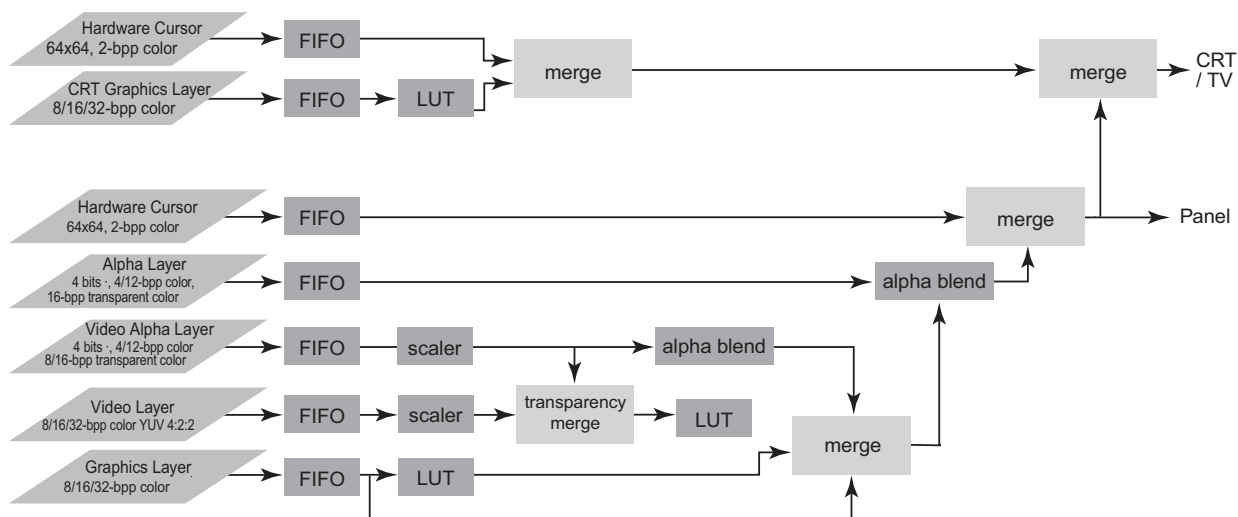 Hardware Cursor
64x64, 2-bpp color
FIFO
merge
merge
CRT
/ TV
CRT Graphics Layer
8/16/32-bpp color
FIFO
LUT
Hardware Cursor
64x64, 2-bpp color
FIFO
merge
Panel
Alpha Layer
4 bits ·, 4/12-bpp color,
16-bpp transparent color
FIFO
alpha blend
Video Alpha Layer
4 bits ·, 4/12-bpp color
8/16-bpp transparent color
FIFO
scaler
alpha blend
Video Layer
8/16/32-bpp color YUV 4:2:2
FIFO
scaler
transparency
merge
LUT
merge
Graphics Layer
8/16/32-bpp color
FIFO
LUT